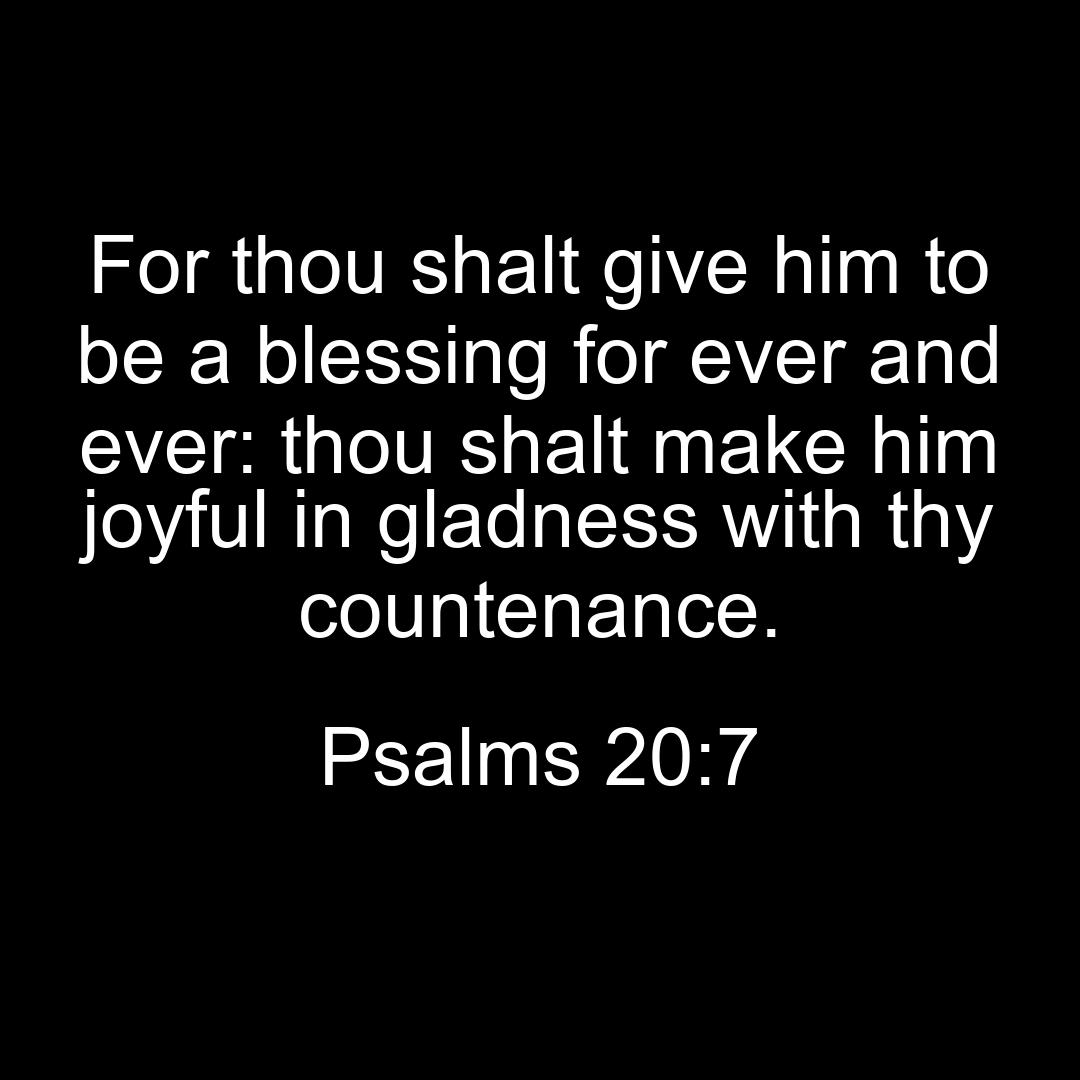 For thou shalt give him to
be a blessing for ever and
ever: thou shalt make him
joyful in gladness with thy
countenance.
Psalms 20:7